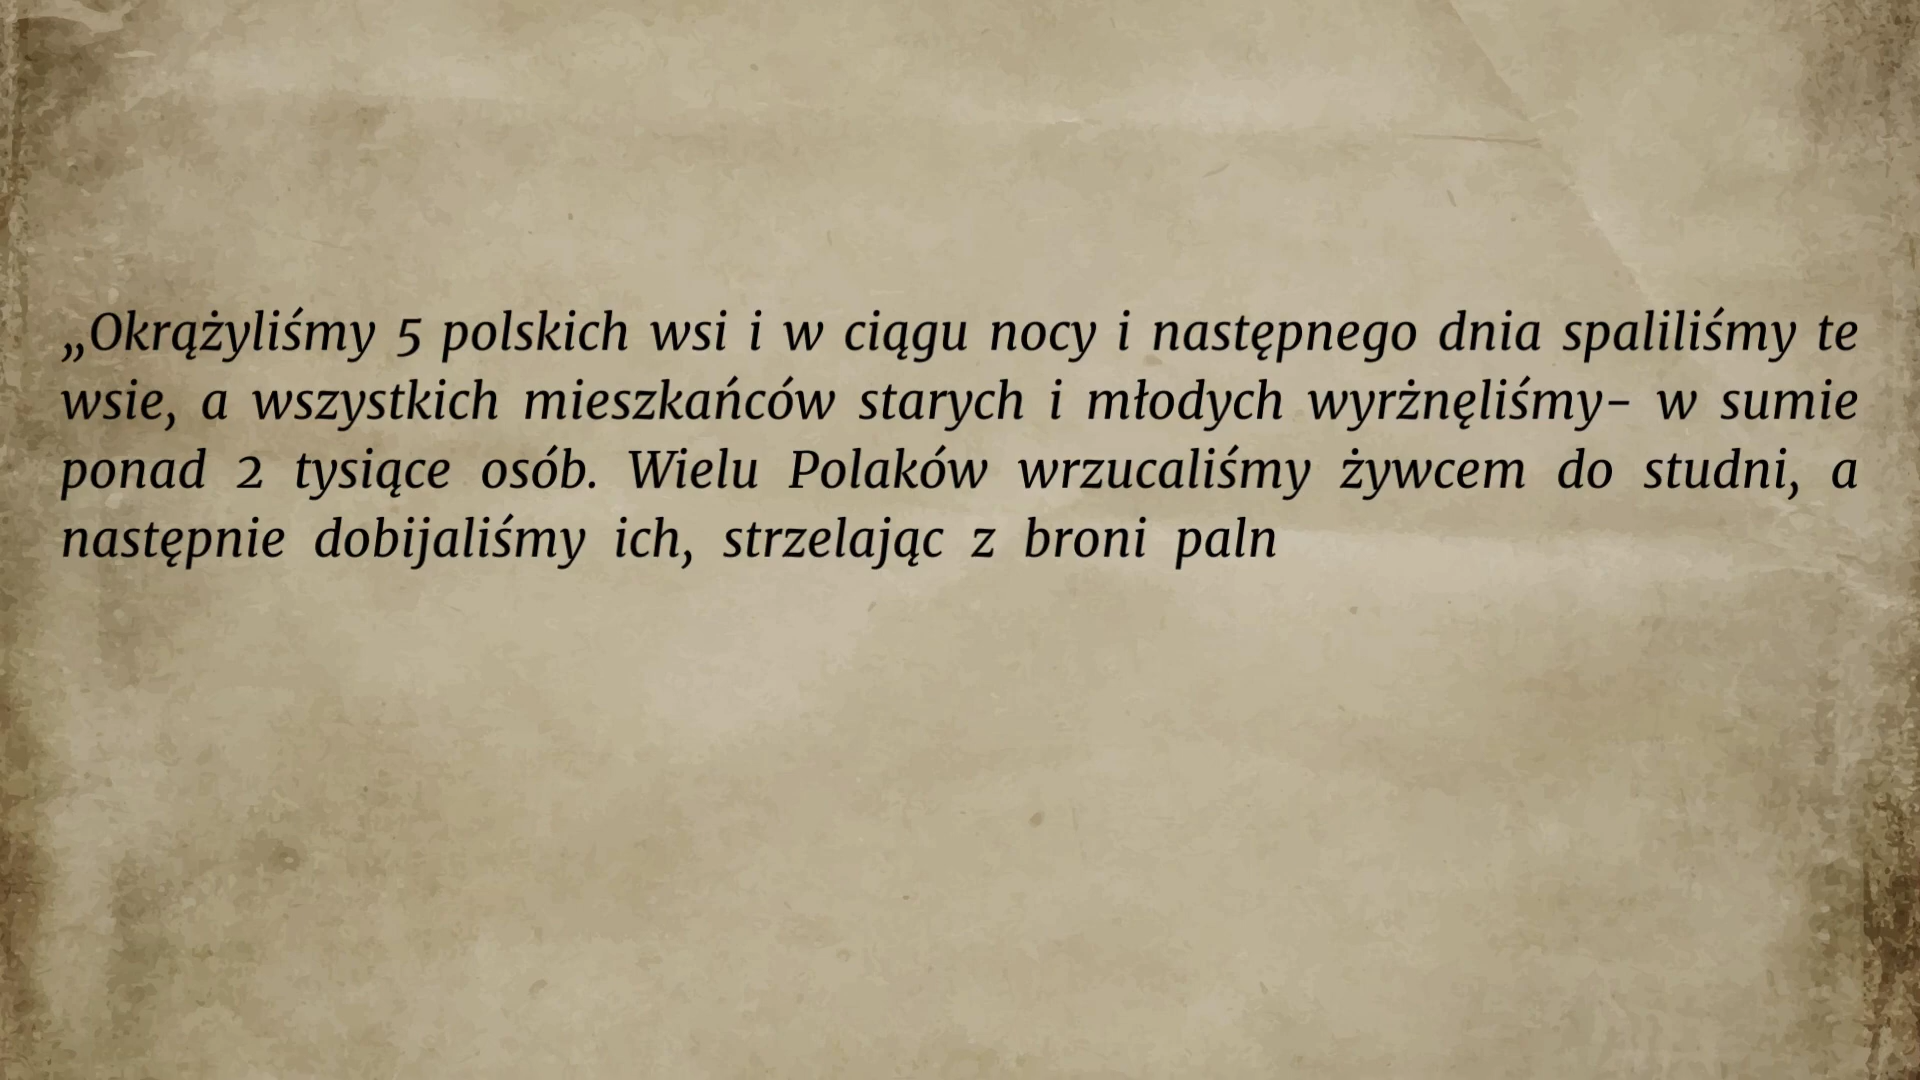 „Okrążyliśmy 5 polskich wsi i w ciągu nocy i następnego dnia spaliliśmy te
wsie, a wszystkich mieszkańców starych i młodych wyrżnęliśmy– w sumie
ponad 2 tysiące osób. Wielu Polaków wrzucaliśmy żywcem do studni, a
następnie dobijaliśmy ich, strzelając z broni paln